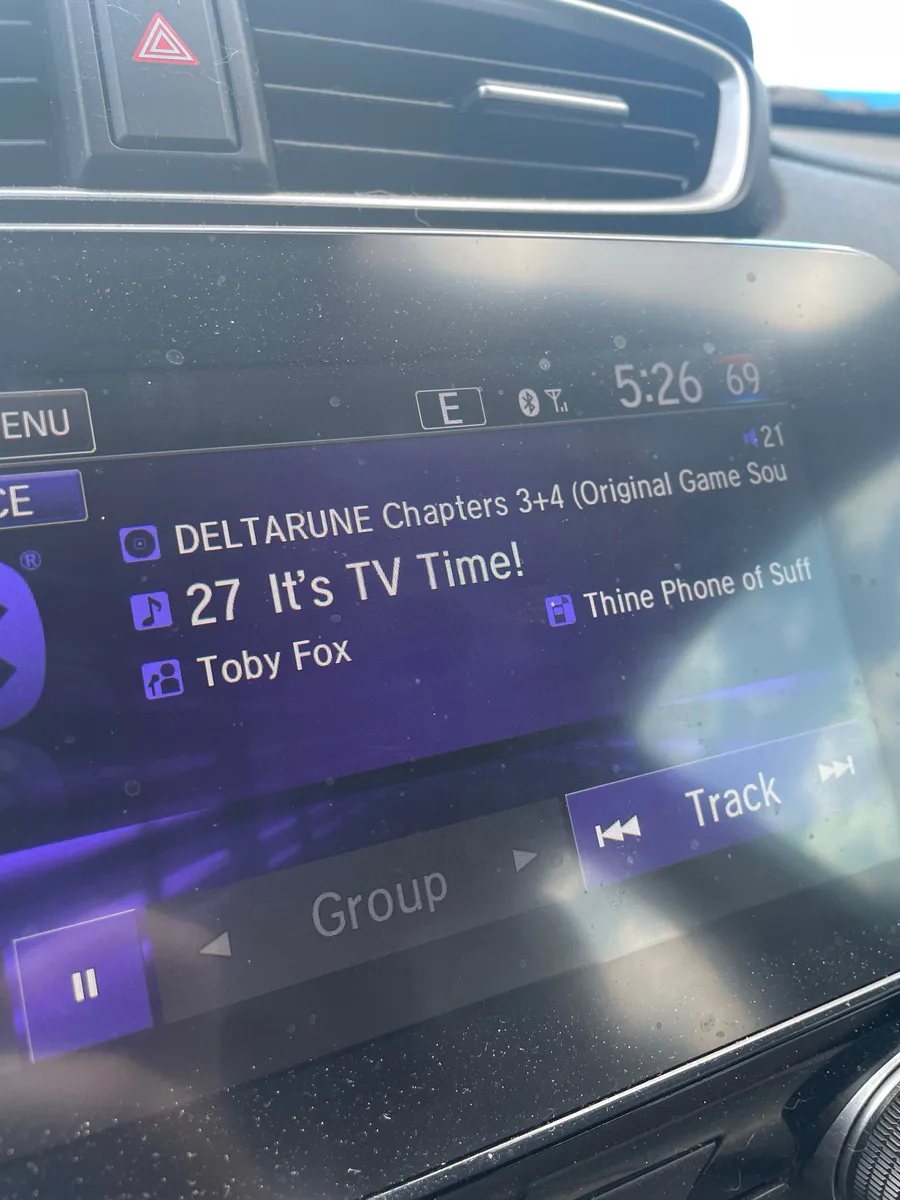 ENU
E
5:26
69
CE
21
®
DELTARUNE Chapters 3+4 (Original Game Sou
27 It's TV Time!
Thine Phone of Suff
Toby Fox
Track
Group